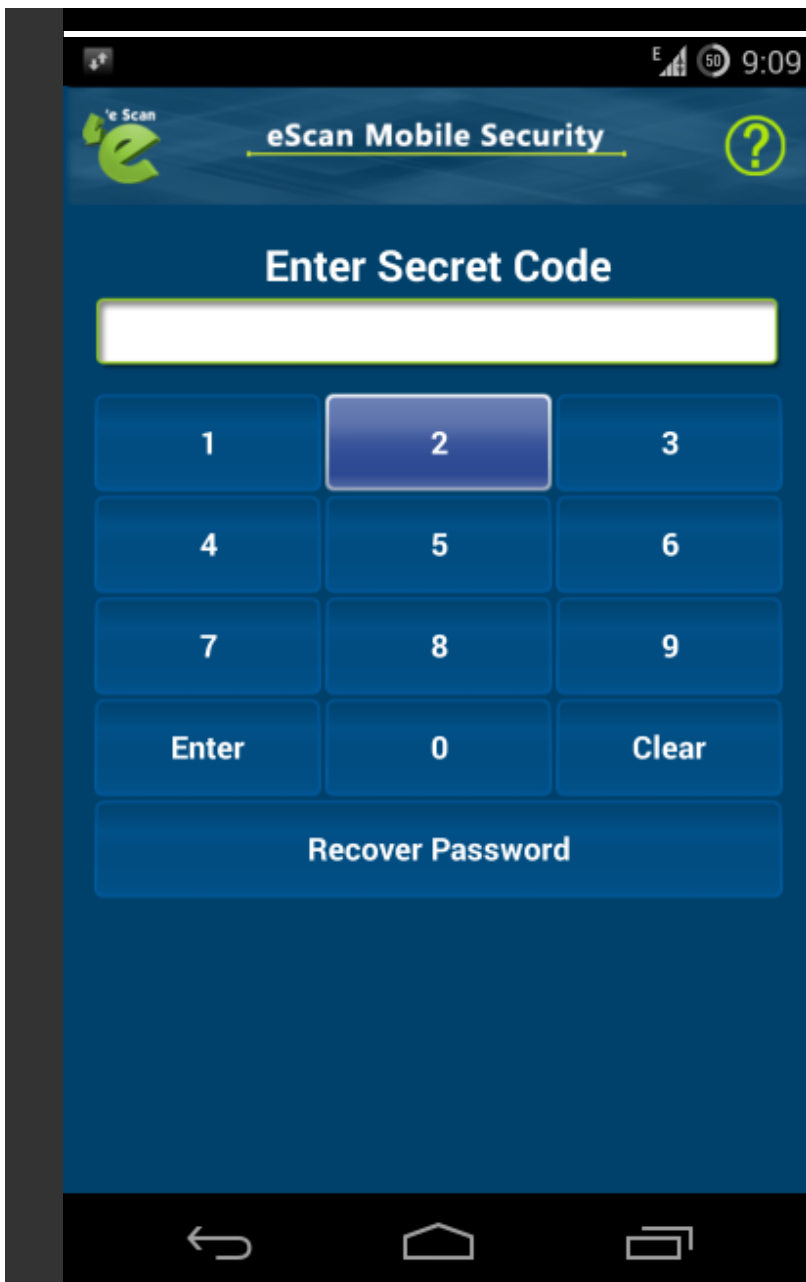 E 50 9:09
e Scan
eScan Mobile Security
?
Enter Secret Code
1 2 3
4 5 6
7 8 9
Enter 0 Clear
Recover Password